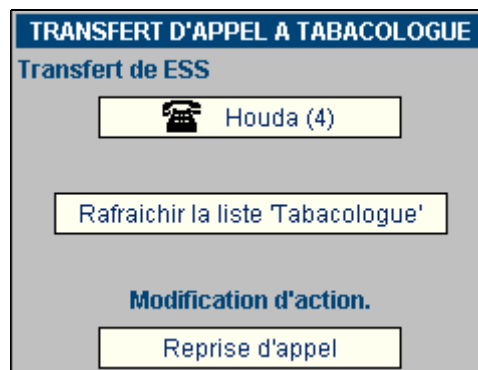 TRANSFERT D'APPEL A TABACOLOGUE
Transfert de ESS
Houda (4)
Rafraichir la liste 'Tabacologue'
Modification d'action.
Reprise d'appel